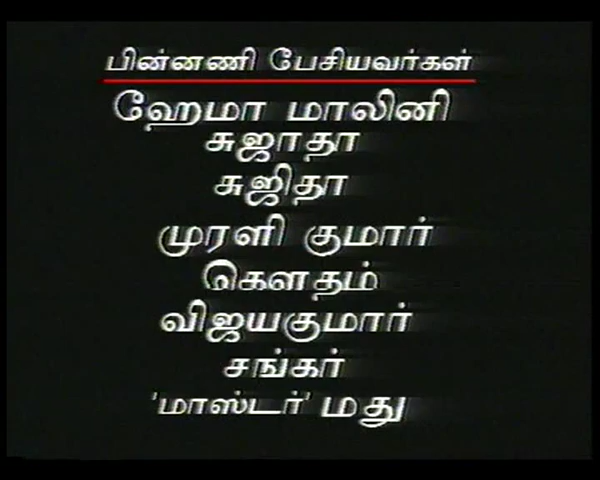 பின்னணி பேசியவர்கள்
ஹேமா மாலினி
சுஜாதா
சுஜிதா
முரளி குமார்
கௌதம்
விஜயகுமார்
சங்கர்
'மாஸ்டர்' மது